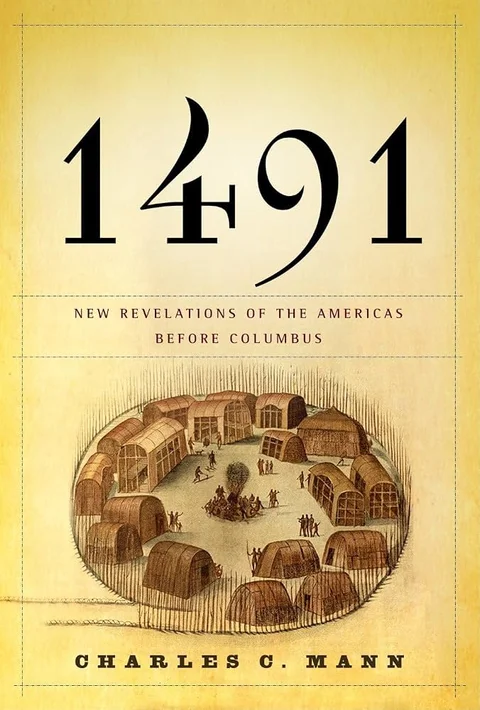 1491
NEW REVELATIONS OF THE AMERICAS
BEFORE COLUMBUS
CHARLES C. MANN